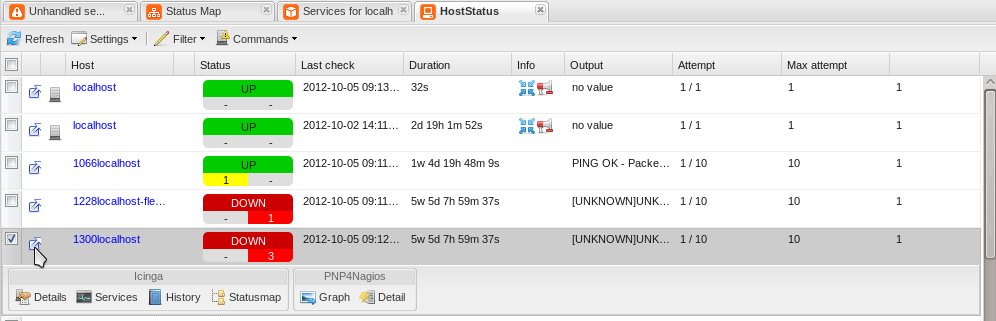 Unhandled se... Status Map Services for localh HostStatus
Refresh Settings Filter Commands
Host Status Last check Duration Info Output Attempt Max attempt
localhost UP 2012-10-05 09:13... 32s no value 1 / 1 1 1
- -
localhost UP 2012-10-02 14:11... 2d 19h 1m 52s no value 1 / 1 1 1
- -
1066localhost UP 2012-10-05 09:11... 1w 4d 19h 48m 9s PING OK - Packe... 1 / 10 10 1
1 -
1228localhost-fle... DOWN 2012-10-05 09:11... 5w 5d 7h 59m 37s [UNKNOWN]UNK... 1 / 10 10 1
- 1
1300localhost DOWN 2012-10-05 09:12... 5w 5d 7h 59m 37s [UNKNOWN]UNK... 1 / 10 10 1
- 3
Icinga PNP4Nagios
Details Services History Statusmap Graph Detail